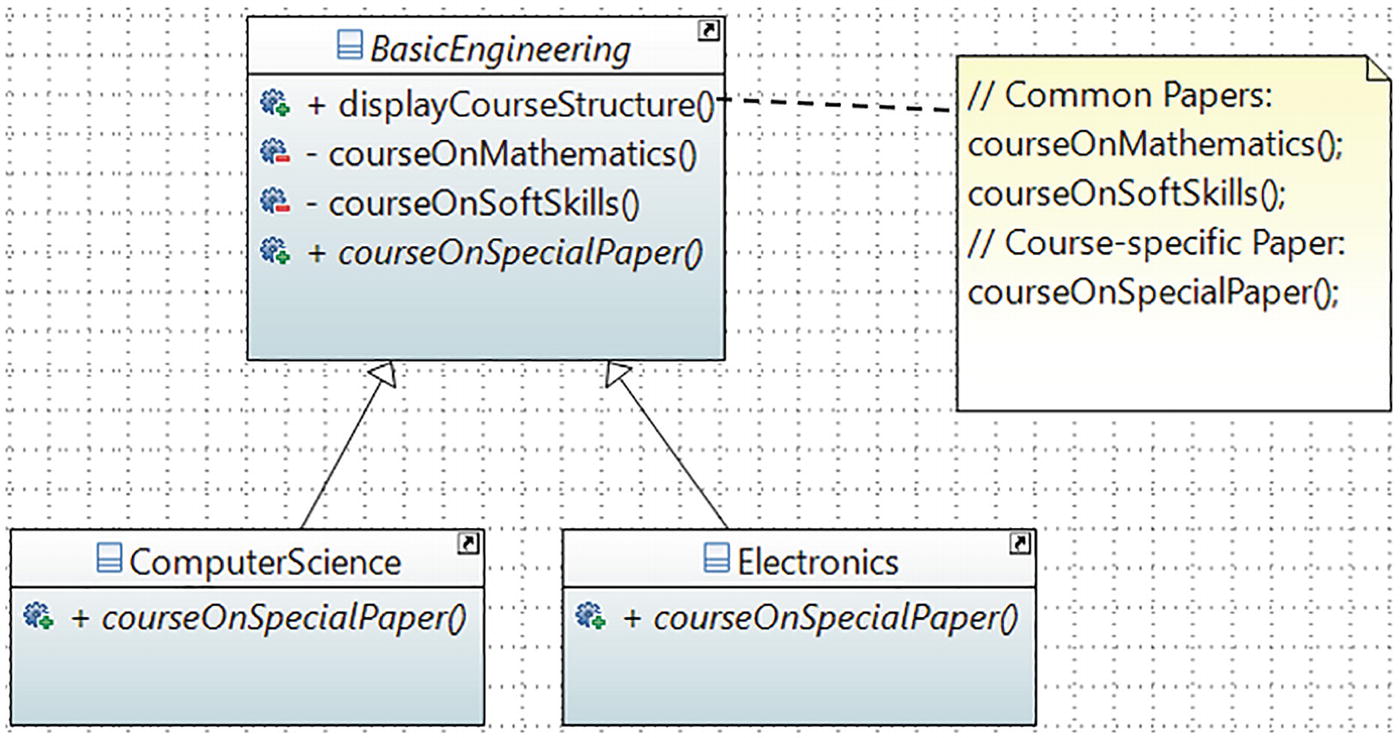 BasicEngineering
+ displayCourseStructure()
- courseOnMathematics()
- courseOnSoftSkills()
+ courseOnSpecialPaper()
// Common Papers:
courseOnMathematics();
courseOnSoftSkills();
// Course-specific Paper:
courseOnSpecialPaper();
ComputerScience
+ courseOnSpecialPaper()
Electronics
+ courseOnSpecialPaper()